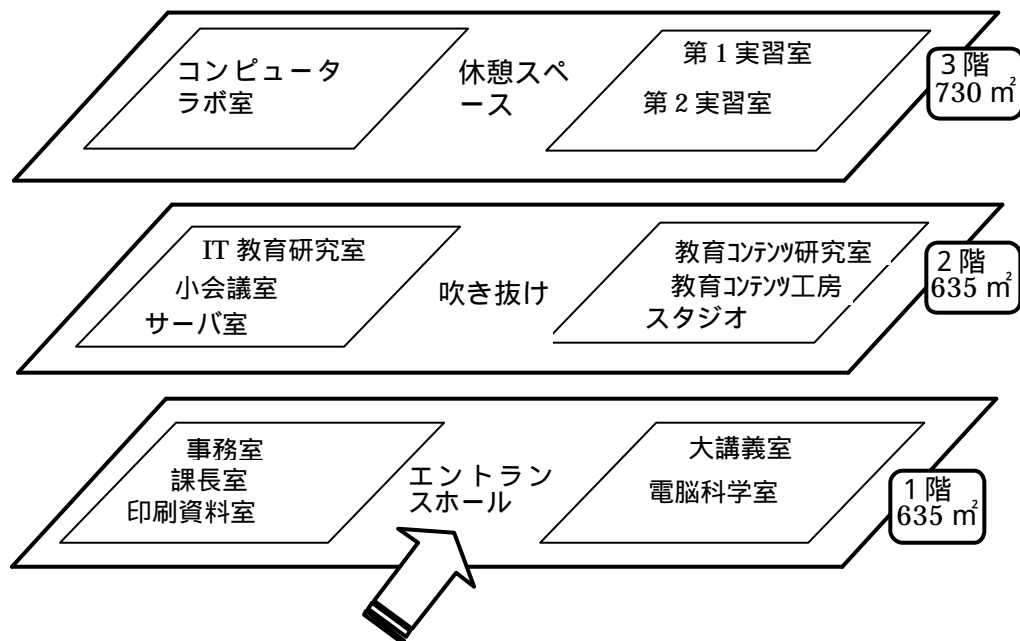 コンピュータ
ラボ室
休憩スペ
ース
第1実習室
第2実習室
3階
730 ㎡
IT 教育研究室
小会議室
サーバ室
吹き抜け
教育ｺﾝﾃﾝﾂ研究室
教育ｺﾝﾃﾝﾂ工房
スタジオ
2階
635 ㎡
事務室
課長室
印刷資料室
エントラン
スホール
大講義室
電脳科学室
1階
635 ㎡